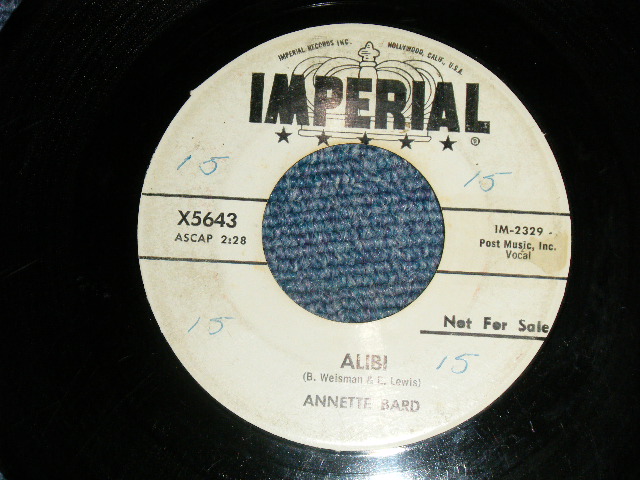 IMPERIAL RECORDS INC. HOLLYWOOD, CALIF., U.S.A.
IMPERIAL
®
15 15
X5643
ASCAP 2:28
IM-2329
Post Music, Inc.
Vocal
Not For Sale
15 15
ALIBI
(B. Weisman & E. Lewis)
ANNETTE BARD